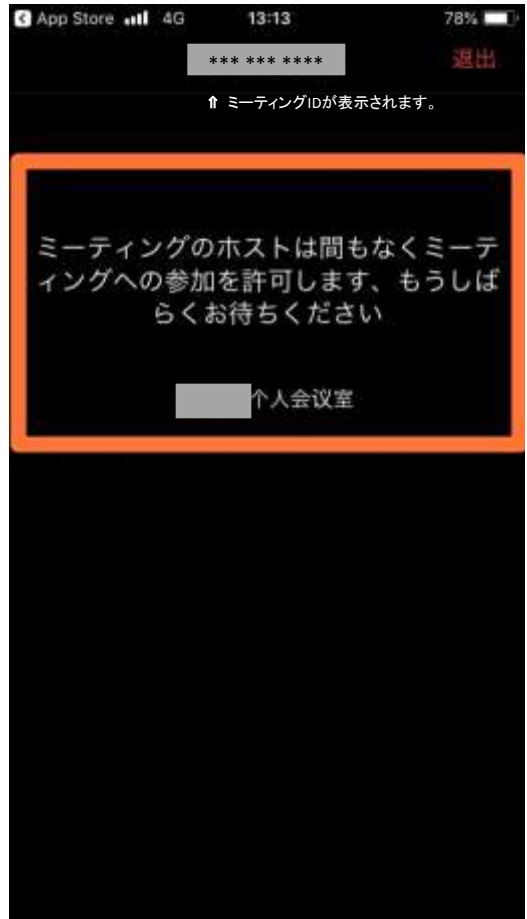 App Store 4G 13:13 78%
*** *** **** 退出
⇑ ミーティングIDが表示されます。
ミーティングのホストは間もなくミーテ
ィングへの参加を許可します、もうしば
らくお待ちください
个人会议室